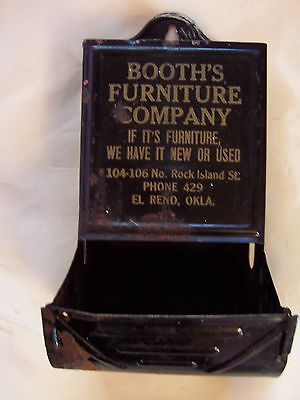 BOOTH'S
FURNITURE
COMPANY
IF IT'S FURNITURE,
WE HAVE IT NEW OR USED
104-106 No. Rock Island St.
PHONE 429
EL RENO, OKLA.